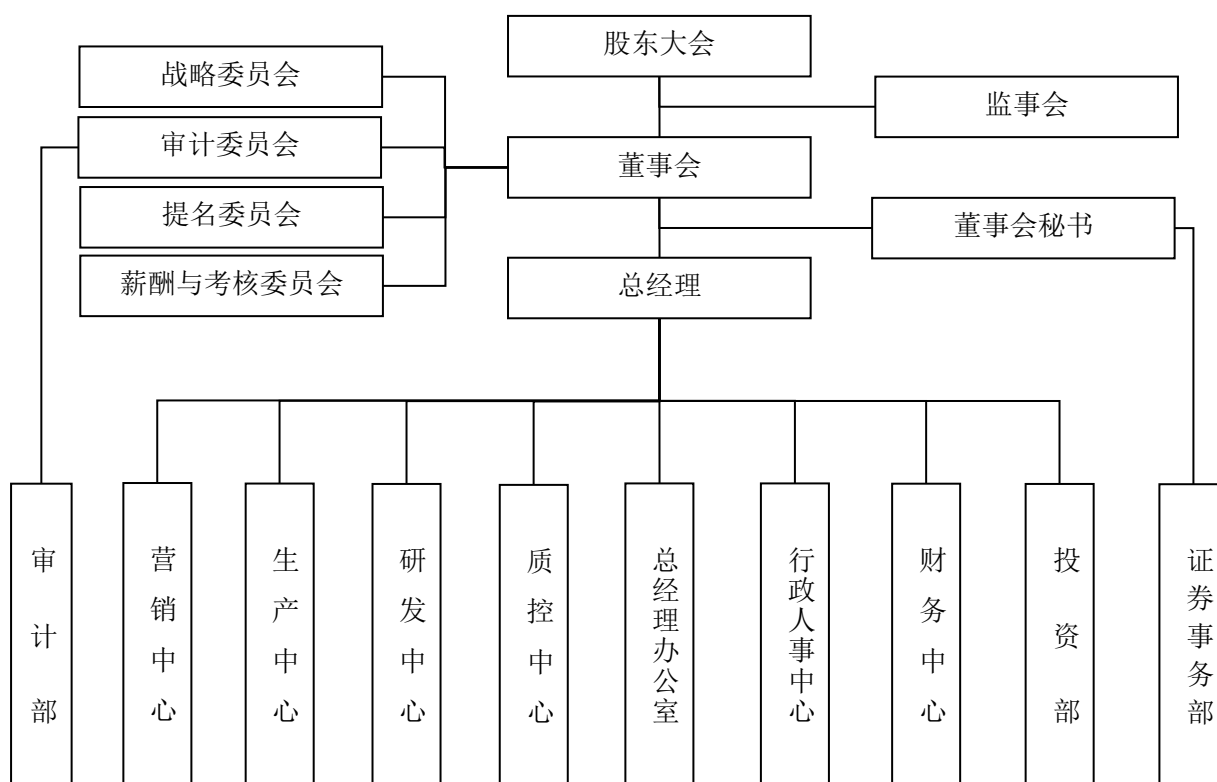 股东大会
战略委员会
监事会
审计委员会
董事会
提名委员会
董事会秘书
薪酬与考核委员会
总经理
审计部
营销中心
生产中心
研发中心
质控中心
总经理办公室
行政人事中心
财务中心
投资部
证券事务部